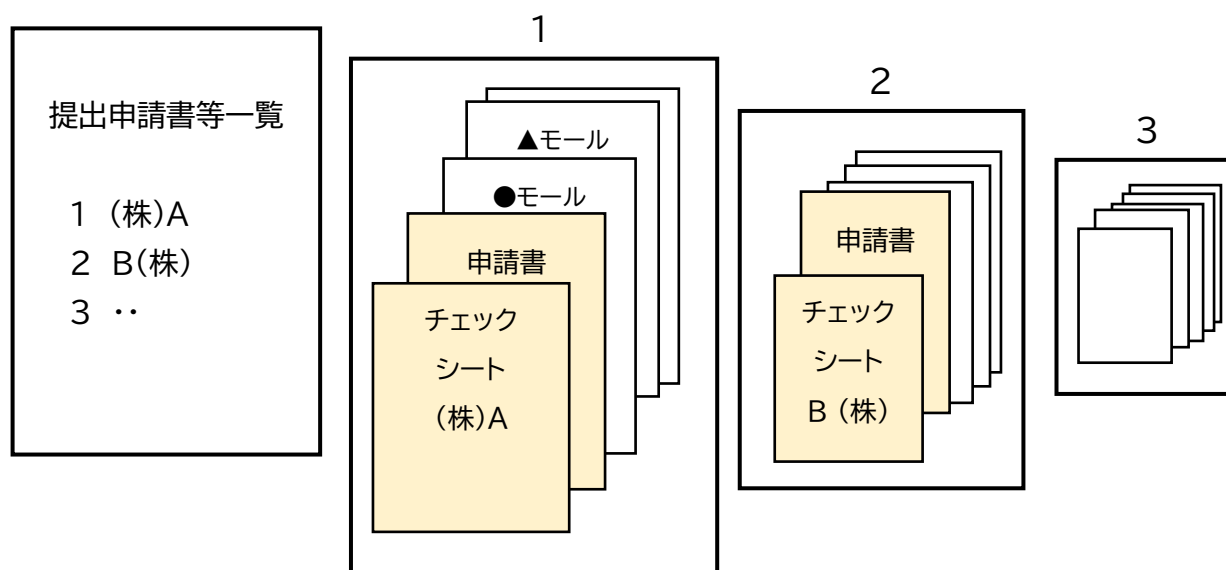 提出申請書等一覧
1 (株)A
2 B(株)
3 ・・
1
▲モール
●モール
申請書
チェック
シート
(株)A
2
申請書
チェック
シート
B (株)
3